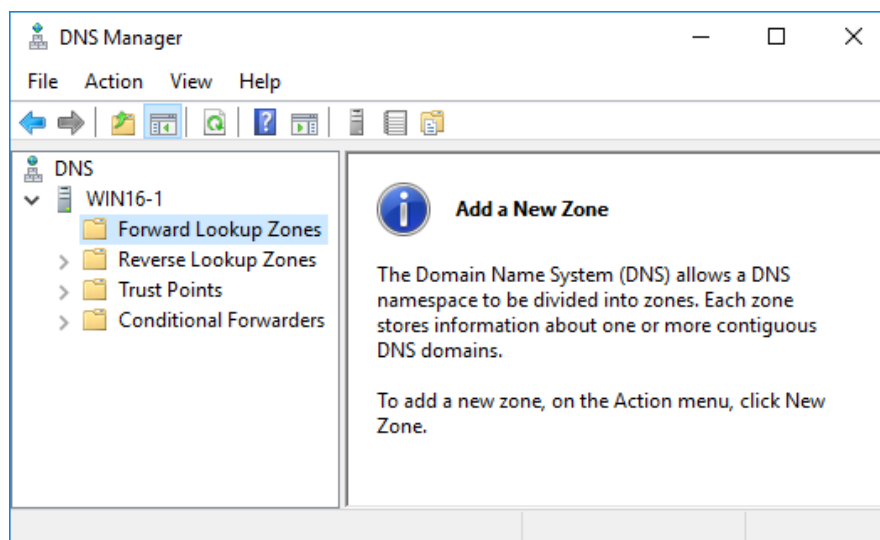 DNS Manager
File Action View Help
DNS
WIN16-1
Forward Lookup Zones
Reverse Lookup Zones
Trust Points
Conditional Forwarders
Add a New Zone
The Domain Name System (DNS) allows a DNS
namespace to be divided into zones. Each zone
stores information about one or more contiguous
DNS domains.
To add a new zone, on the Action menu, click New
Zone.